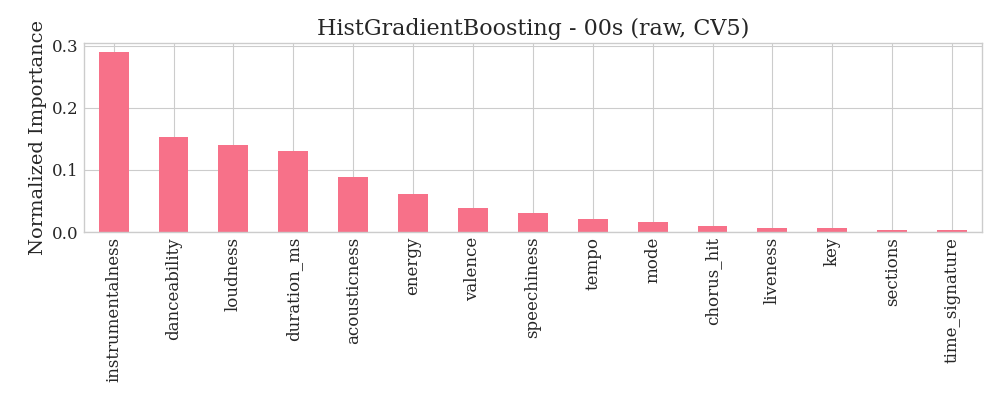 HistGradientBoosting - 00s (raw, CV5)
Normalized Importance
0.3
0.2
0.1
0.0
instrumentalness
danceability
loudness
duration_ms
acousticness
energy
valence
speechiness
tempo
mode
chorus_hit
liveness
key
sections
time_signature